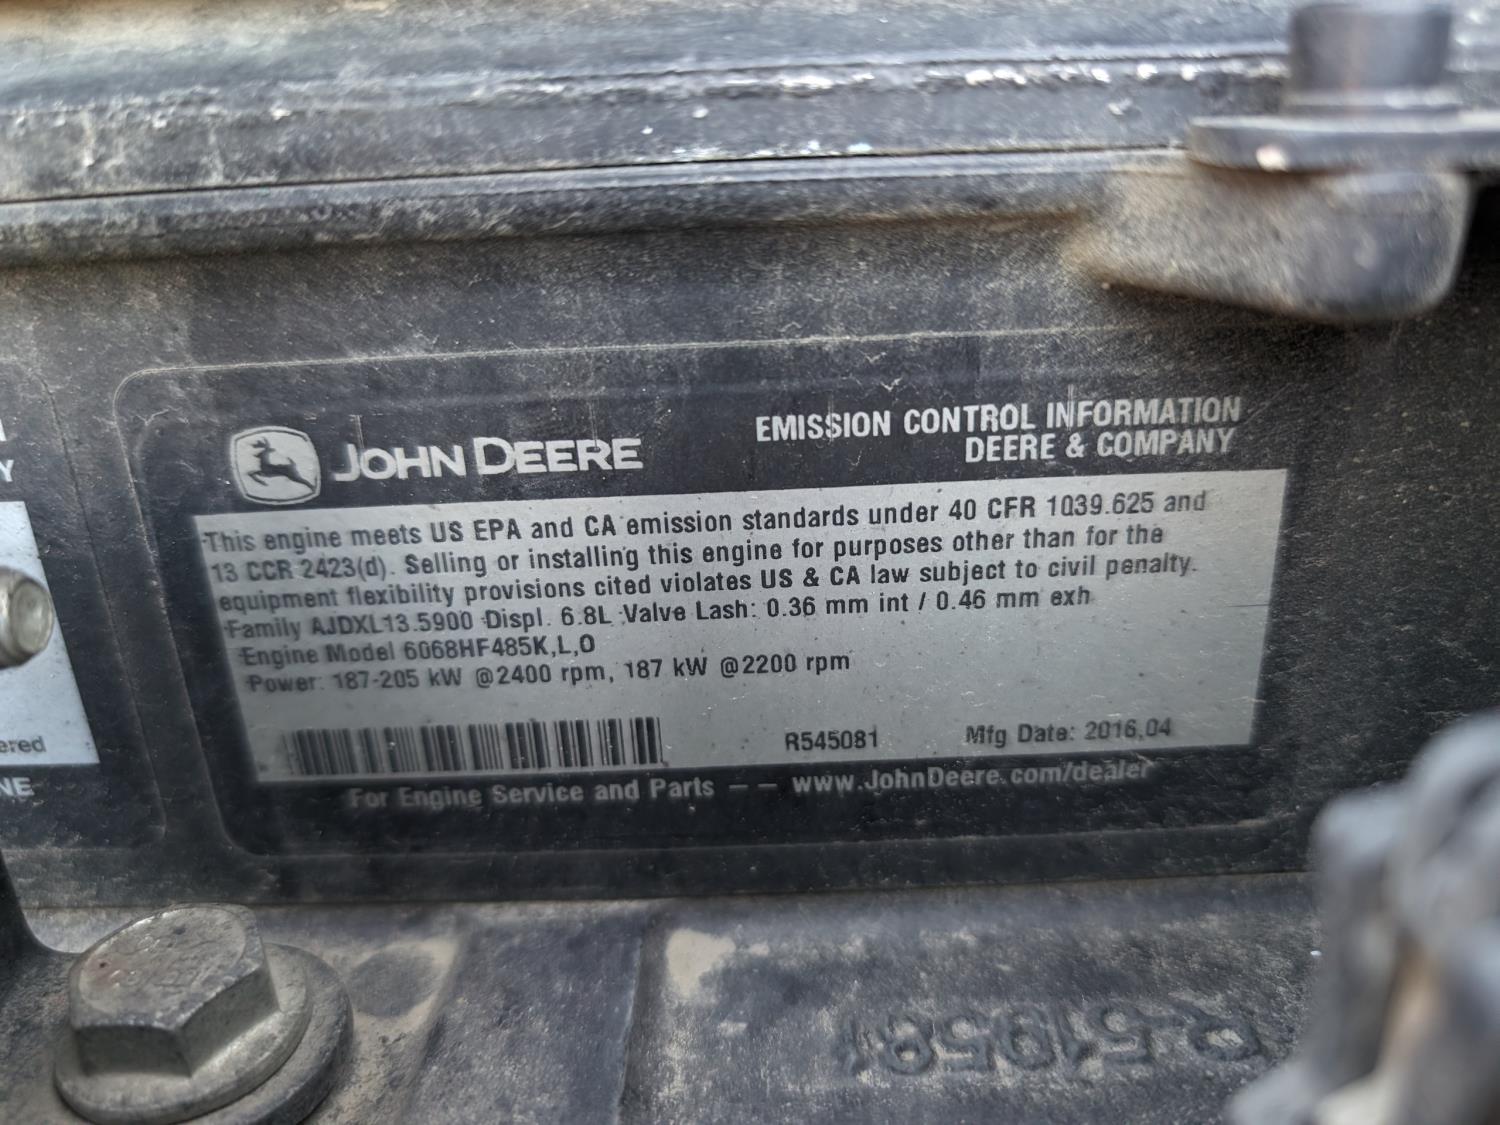 JOHN DEERE
EMISSION CONTROL INFORMATION
DEERE & COMPANY
This engine meets US EPA and CA emission standards under 40 CFR 1039.625 and
13 CCR 2423(d). Selling or installing this engine for purposes other than for the
equipment flexibility provisions cited violates US & CA law subject to civil penalty.
Family AJDXL13.5900 Displ. 6.8L Valve Lash: 0.36 mm int / 0.46 mm exh
Engine Model 6068HF485K,L,O
Power: 187-205 kW @2400 rpm, 187 kW @2200 rpm
R545081 Mfg Date: 2016.04
For Engine Service and Parts – – www.JohnDeere.com/dealer
Y
ered
NE